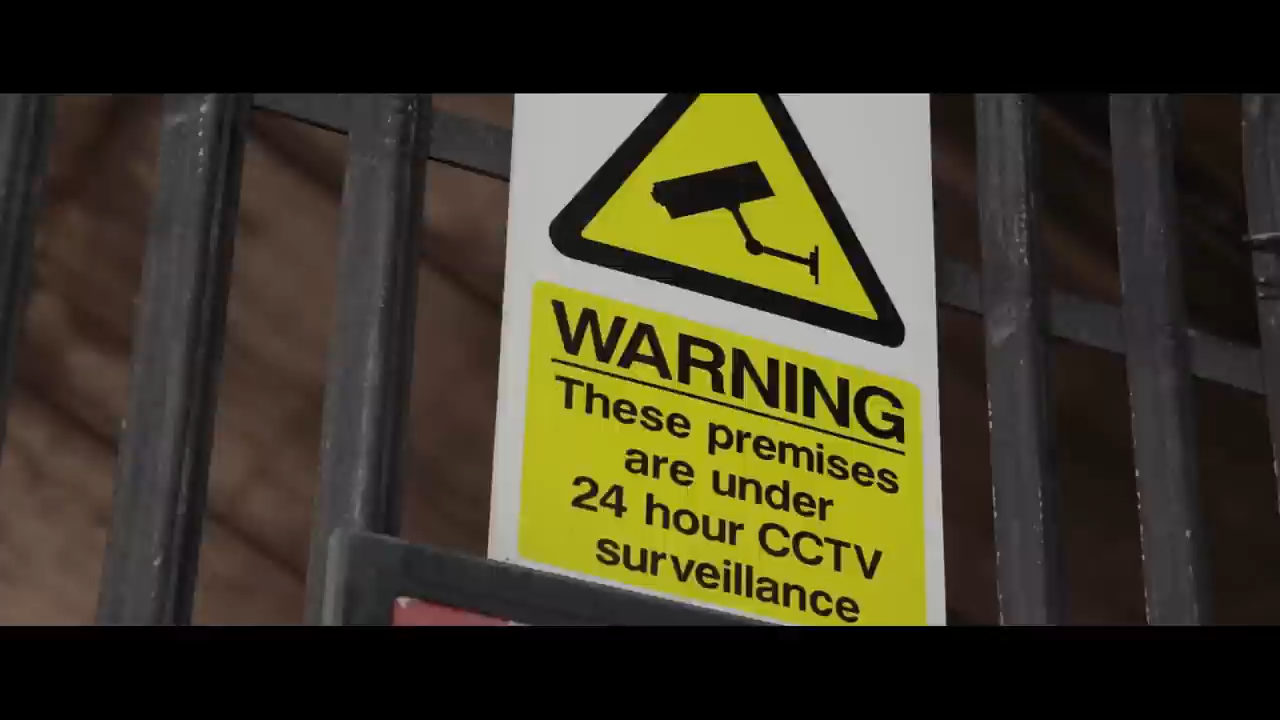 WARNING
These premises
are under
24 hour CCTV
surveillance